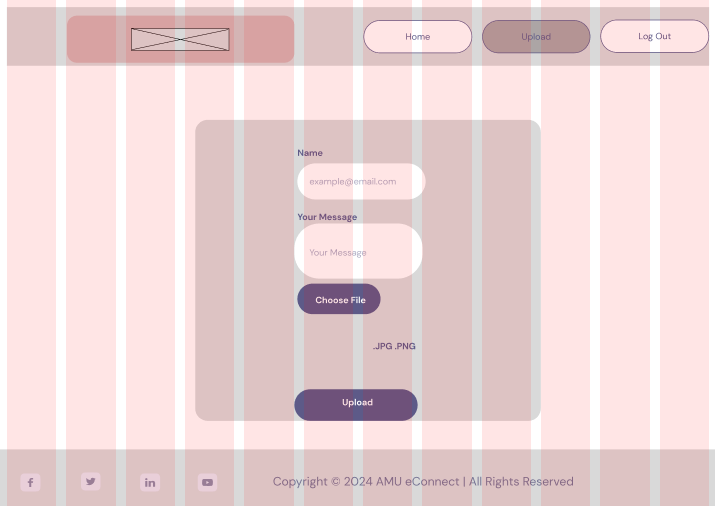 Home
Upload
Log Out
Name
example@email.com
Your Message
Your Message
Choose File
.JPG .PNG
Upload
Copyright © 2024 AMU eConnect | All Rights Reserved